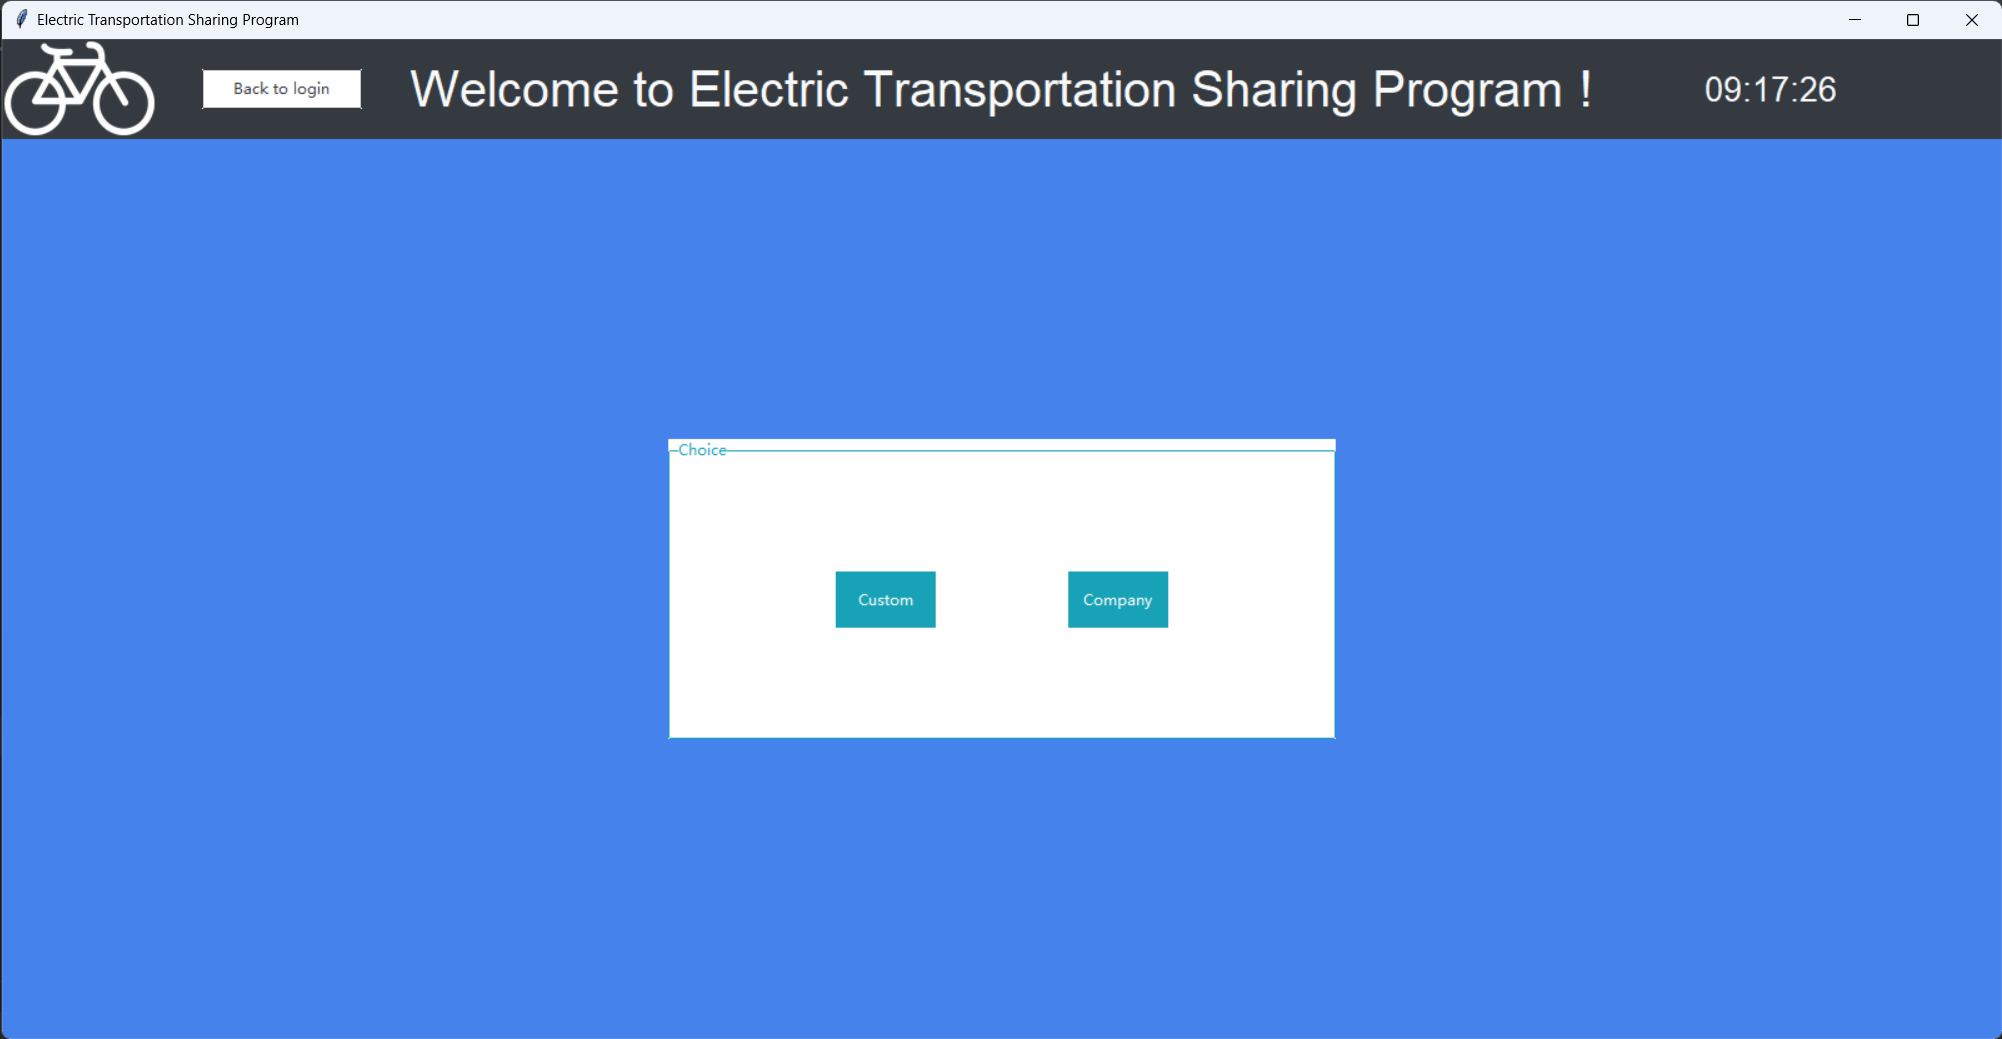 Electric Transportation Sharing Program
Back to login
Welcome to Electric Transportation Sharing Program !
09:17:26
Choice
Custom
Company